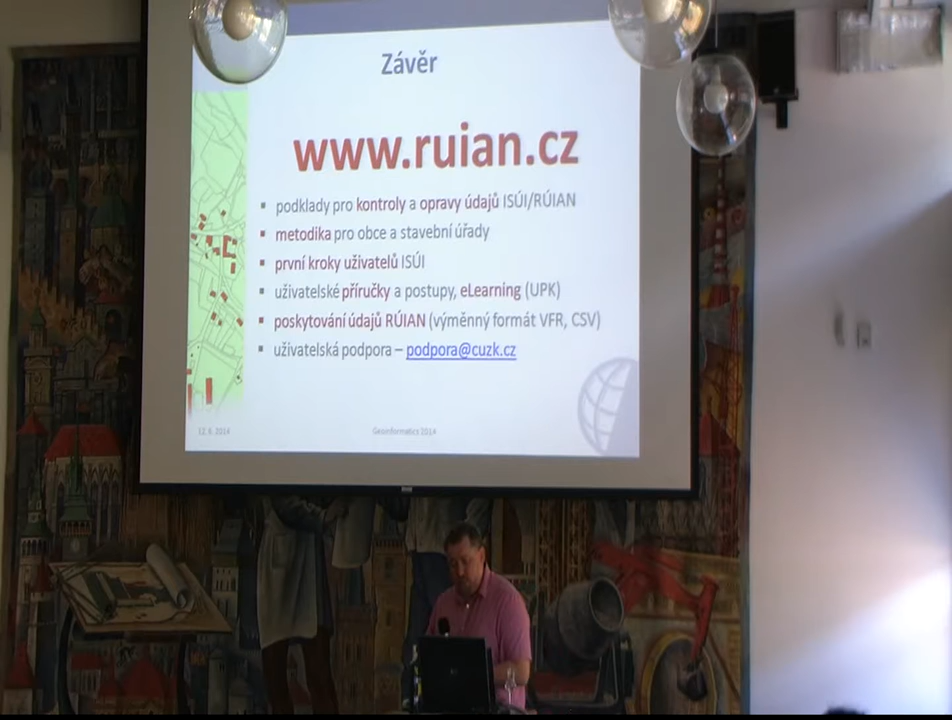 Závěr
www.ruian.cz
podklady pro kontroly a opravy údajů ISÚI/RÚIAN
metodika pro obce a stavební úřady
první kroky uživatelů ISÚI
uživatelské příručky a postupy, eLearning (UPK)
poskytování údajů RÚIAN (výměnný formát VFR, CSV)
uživatelská podpora – podpora@cuzk.cz
12. 6. 2014
Geoinformatics 2014